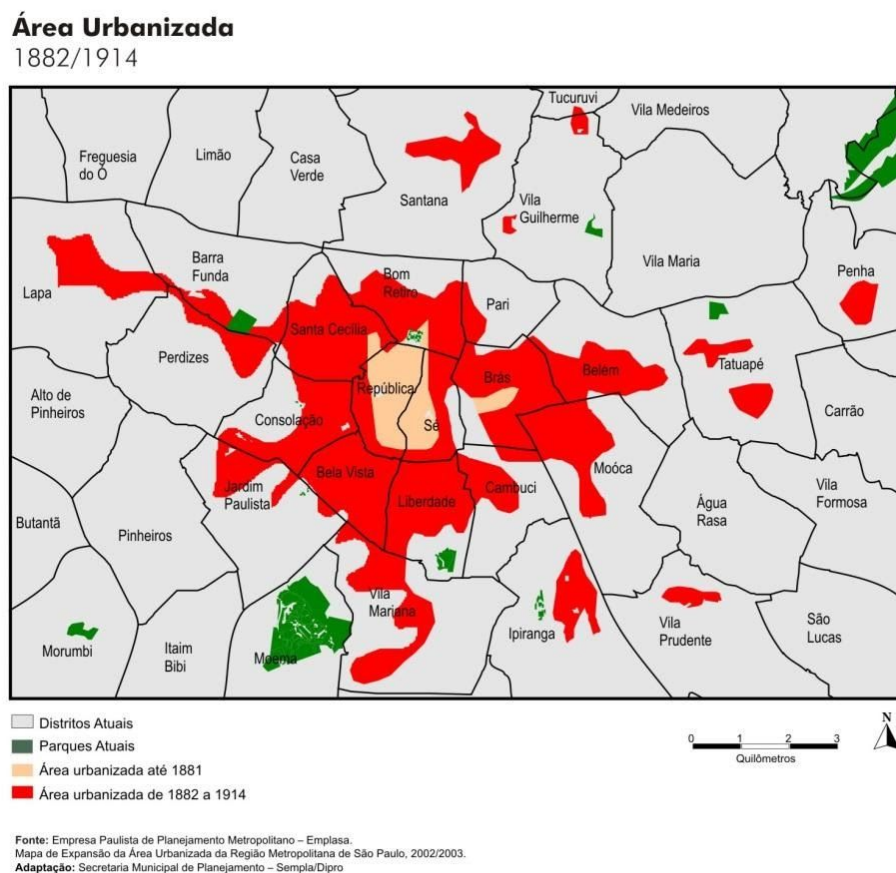 Área Urbanizada
1882/1914
Tucuruvi
Vila Medeiros
Freguesia
do Ó
Limão
Casa
Verde
Santana
Vila
Guilherme
Vila Maria
Lapa
Barra
Funda
Bom
Retiro
Pari
Penha
Santa Cecília
Perdizes
República
Brás
Belém
Tatuapé
Alto de
Pinheiros
Consolação
Sé
Carrão
Bela Vista
Moóca
Jardim
Paulista
Liberdade
Cambuci
Água
Rasa
Vila
Formosa
Butantã
Pinheiros
Vila
Mariana
Ipiranga
Vila
Prudente
São
Lucas
Morumbi
Itaim
Bibi
Moema
Distritos Atuais
Parques Atuais
Área urbanizada até 1881
Área urbanizada de 1882 a 1914
0 1 2 3
Quilômetros
N
Fonte: Empresa Paulista de Planejamento Metropolitano – Emplasa.
Mapa de Expansão da Área Urbanizada da Região Metropolitana de São Paulo, 2002/2003.
Adaptação: Secretaria Municipal de Planejamento – Sempla/Dipro